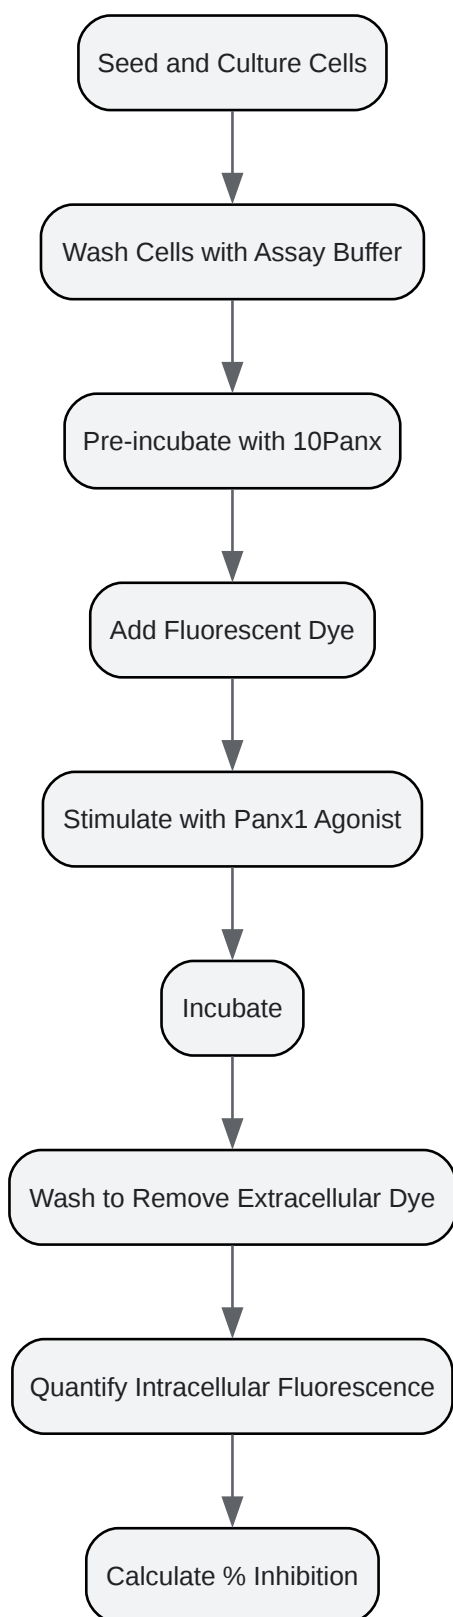 Seed and Culture Cells
Wash Cells with Assay Buffer
Pre-incubate with 10Panx
Add Fluorescent Dye
Stimulate with Panx1 Agonist
Incubate
Wash to Remove Extracellular Dye
Quantify Intracellular Fluorescence
Calculate % Inhibition